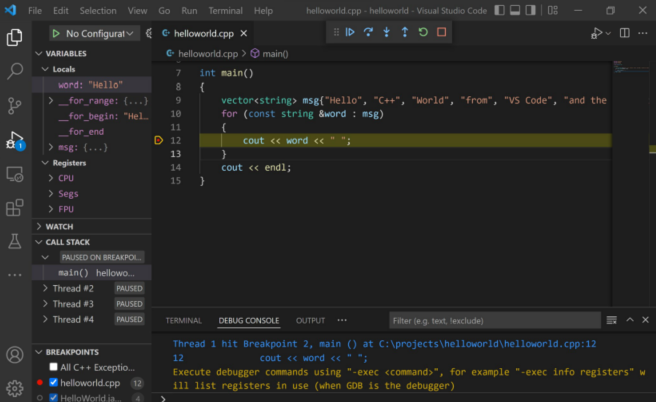 File Edit Selection View Go Run Terminal Help helloworld.cpp - helloworld - Visual Studio Code
No Configurat
helloworld.cpp
helloworld.cpp > main()
VARIABLES
Locals
word: "Hello"
__for_range: {...}
__for_begin: "Hel...
__for_end
msg: {...}
Registers
CPU
Segs
FPU
WATCH
CALL STACK
PAUSED ON BREAKPOI...
main() hellowo...
Thread #2 PAUSED
Thread #3 PAUSED
Thread #4 PAUSED
BREAKPOINTS
All C++ Exceptio...
helloworld.cpp 12
HelloWorld.ja...
1
7 int main()
8 {
9 vector<string> msg{"Hello", "C++", "World", "from", "VS Code", "and the
10 for (const string &word : msg)
11 {
12 cout << word << " ";
13 }
14 cout << endl;
15 }
TERMINAL DEBUG CONSOLE OUTPUT ... Filter (e.g. text, !exclude)
Thread 1 hit Breakpoint 2, main () at C:\projects\helloworld\helloworld.cpp:12
12 cout << word << " ";
Execute debugger commands using "-exec <command>", for example "-exec info registers" w
ill list registers in use (when GDB is the debugger)
>